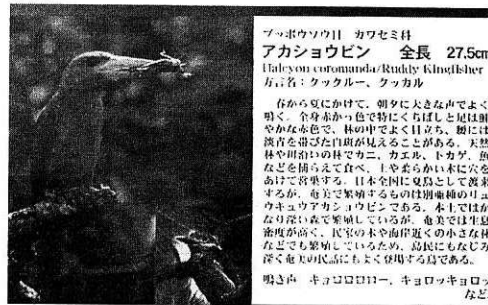 ブッポウソウ目 カワセミ科
アカショウビン 全長 27.5cm
Halcyon coromanda/Ruddy Kingfisher
方言名：クックルー、クッカル
春から夏にかけて、朝夕に大きな声でよく
鳴く。全身赤かっ色で特にくちばしと足は鮮
やかな赤色で、林の中でよく目立ち、腰には
淡青を帯びた白斑が見えることがある。天然
林や川沿いの林でカニ、カエル、トカゲ、魚
などを捕らえて食べ、土や柔らかい木に穴を
あけて営巣する。日本全国に夏鳥として渡来
するが、奄美で繁殖するものは別亜種のリュ
ウキュウアカショウビンである。本土ではか
なり深い森で繁殖しているが、奄美では生息
密度が高く、民家の木や海岸近くの小さな林
などでも繁殖しているため、島民にもなじみ
深く奄美の民話にもよく登場する鳥である。
鳴き声 キョロロロロー、キョロッキョロッ
など